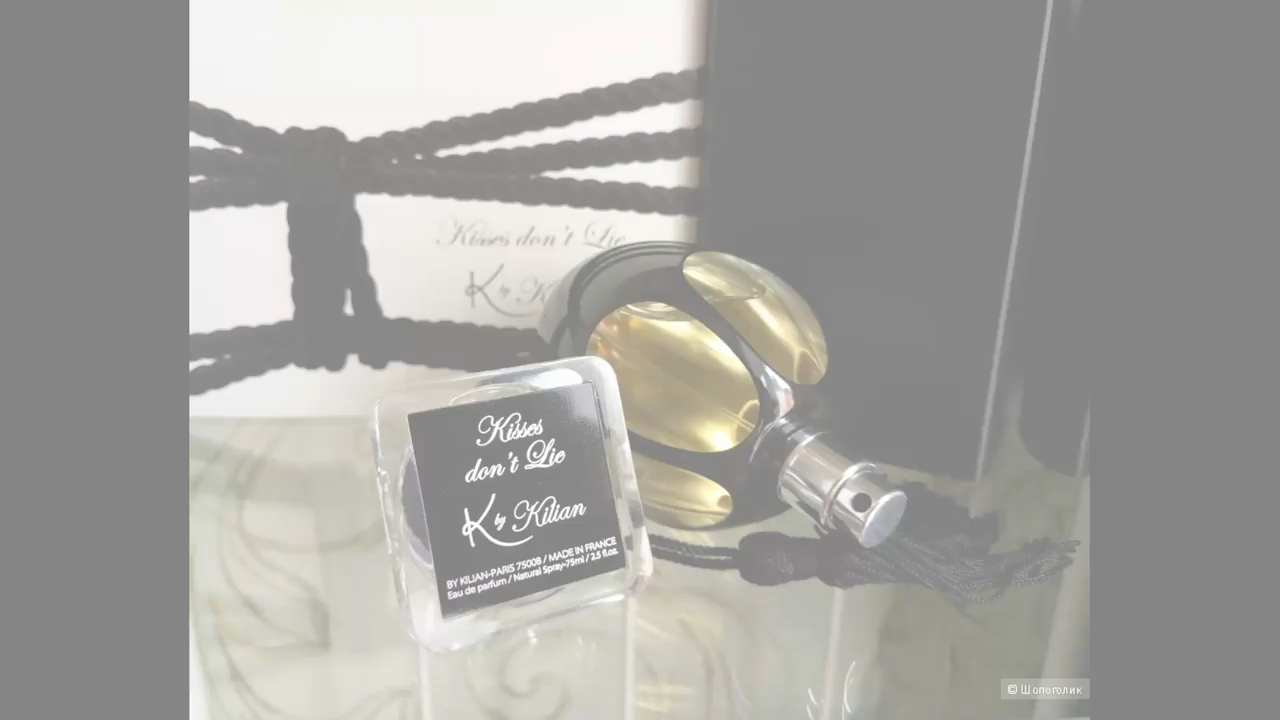 Kisses don't Lie
K by K
Kisses
don't Lie
K by Kilian
BY KILIAN-PARIS 75008 / MADE IN FRANCE
Eau de parfum / Natural Spray-75ml / 2.5 fl.oz.
© Шопоголик